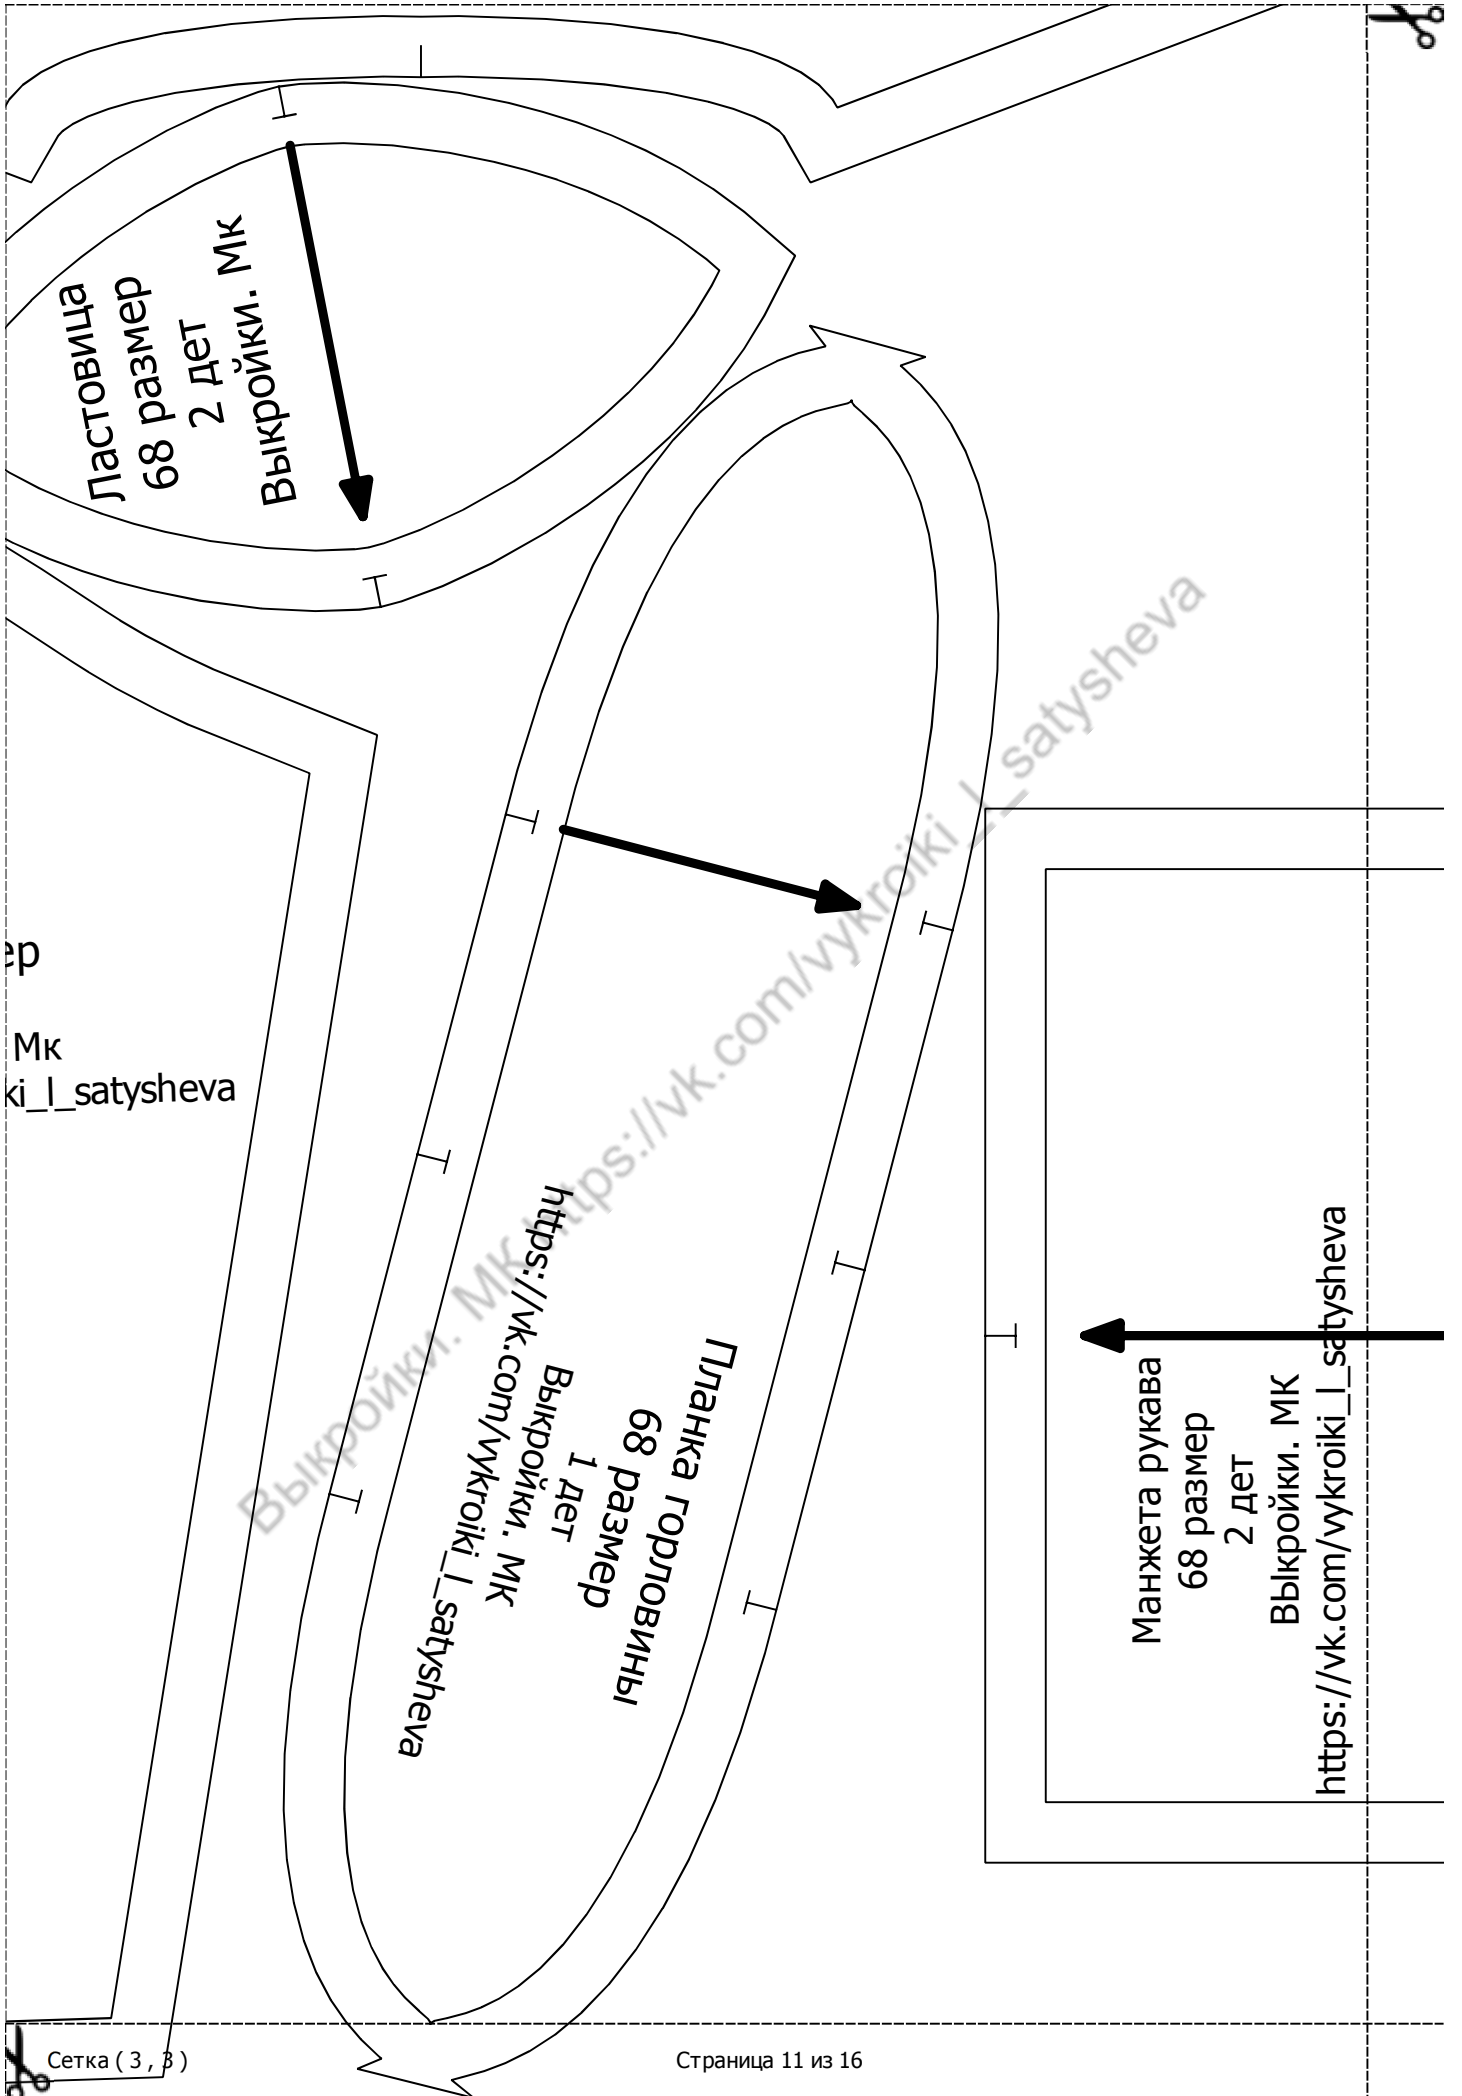 Ластовица
68 размер
2 дет
Выкройки. Мк
ер
Мк
ki_l_satysheva
Выкройки. МК https://vk.com/vykroiki_l_satysheva
Планка горловины
68 размер
1 дет
Выкройки. МК
https://vk.com/vykroiki_l_satysheva
Манжета рукава
68 размер
2 дет
ВЫкройки. МК
https://vk.com/vykroiki_l_satysheva
Сетка ( 3 , 3 )
Страница 11 из 16